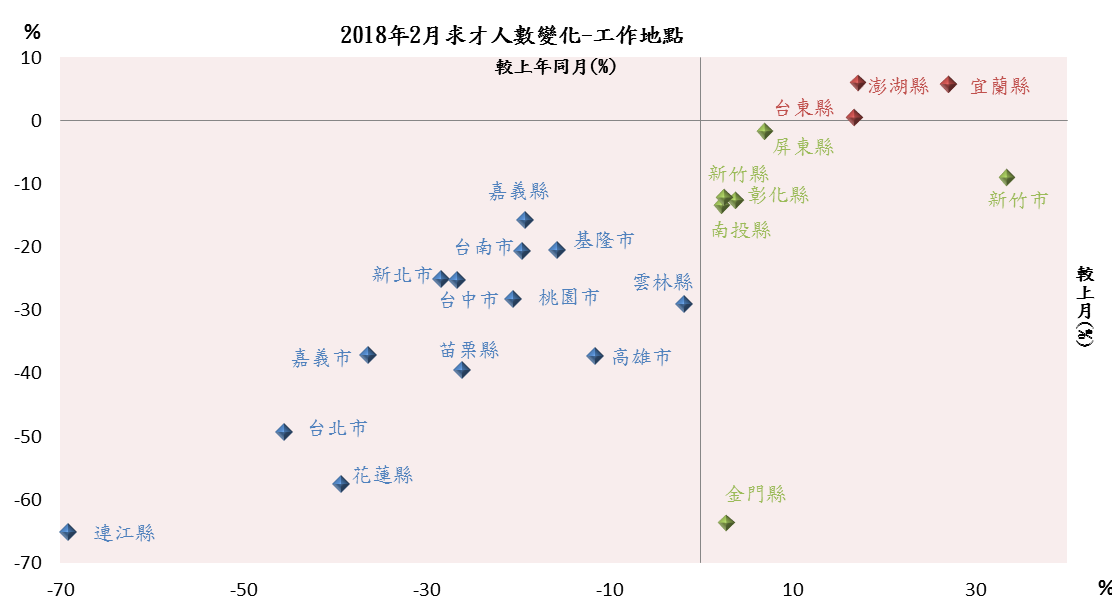 2018年2月求才人數變化-工作地點
%
較上年同月(%)
10
0
-10
-20
-30
-40
-50
-60
-70
澎湖縣
宜蘭縣
台東縣
屏東縣
新竹縣
彰化縣
新竹市
南投縣
嘉義縣
台南市
基隆市
新北市
台中市
桃園市
雲林縣
嘉義市
苗栗縣
高雄市
台北市
花蓮縣
金門縣
連江縣
較上月(%)
-70
-50
-30
-10
10
30
%